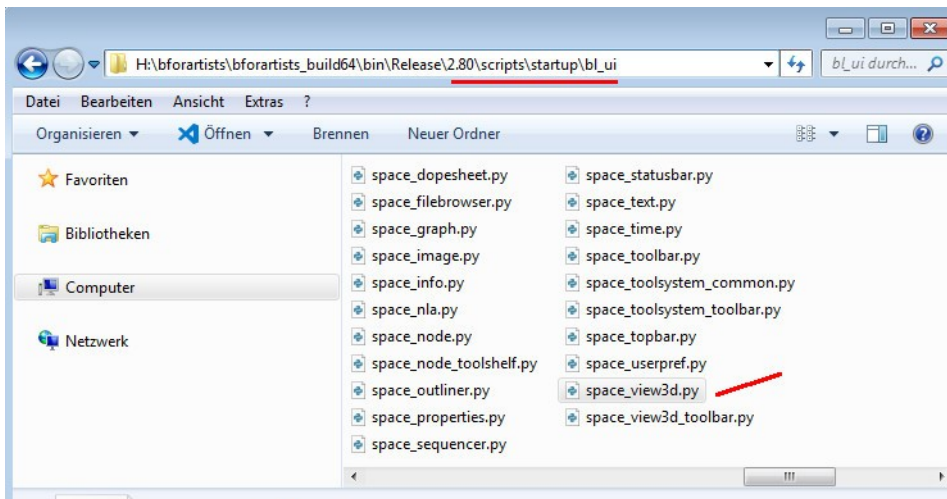 H:\bforartists\bforartists_build64\bin\Release\2.80\scripts\startup\bl_ui
bl_ui durch...
Datei Bearbeiten Ansicht Extras ?
Organisieren Öffnen Brennen Neuer Ordner
Favoriten
Bibliotheken
Computer
Netzwerk
space_dopesheet.py
space_filebrowser.py
space_graph.py
space_image.py
space_info.py
space_nla.py
space_node.py
space_node_toolshelf.py
space_outliner.py
space_properties.py
space_sequencer.py
space_statusbar.py
space_text.py
space_time.py
space_toolbar.py
space_toolsystem_common.py
space_toolsystem_toolbar.py
space_topbar.py
space_userpref.py
space_view3d.py
space_view3d_toolbar.py